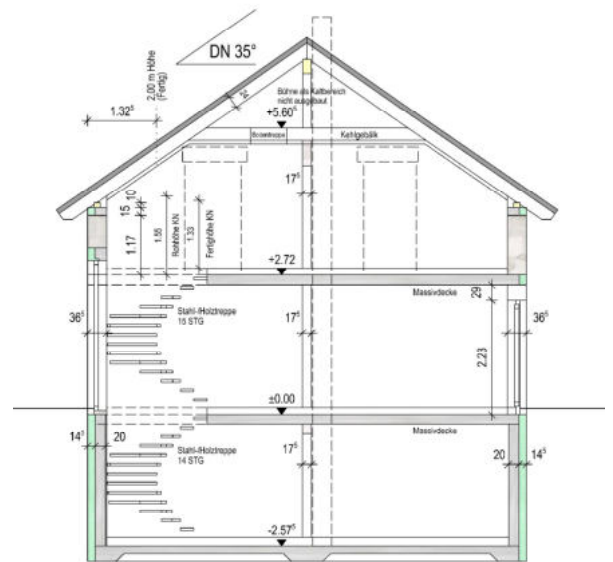 DN 35°
2,00 m Höhe
(Fertig)
1.32⁵
24
Bühne als Kaltbereich
nicht ausgebaut
+5.60⁵
Bodentreppe
Kehlgebälk
17⁵
15
10
1.17
1.55
Rohhöhe KN
1.33
Fertighöhe KN
+2.72
Massivdecke
29
Stahl-/Holztreppe
15 STG
36⁵
17⁵
36⁵
2.23
±0.00
Massivdecke
14⁵
20
Stahl-/Holztreppe
14 STG
17⁵
20
14⁵
-2.57⁵